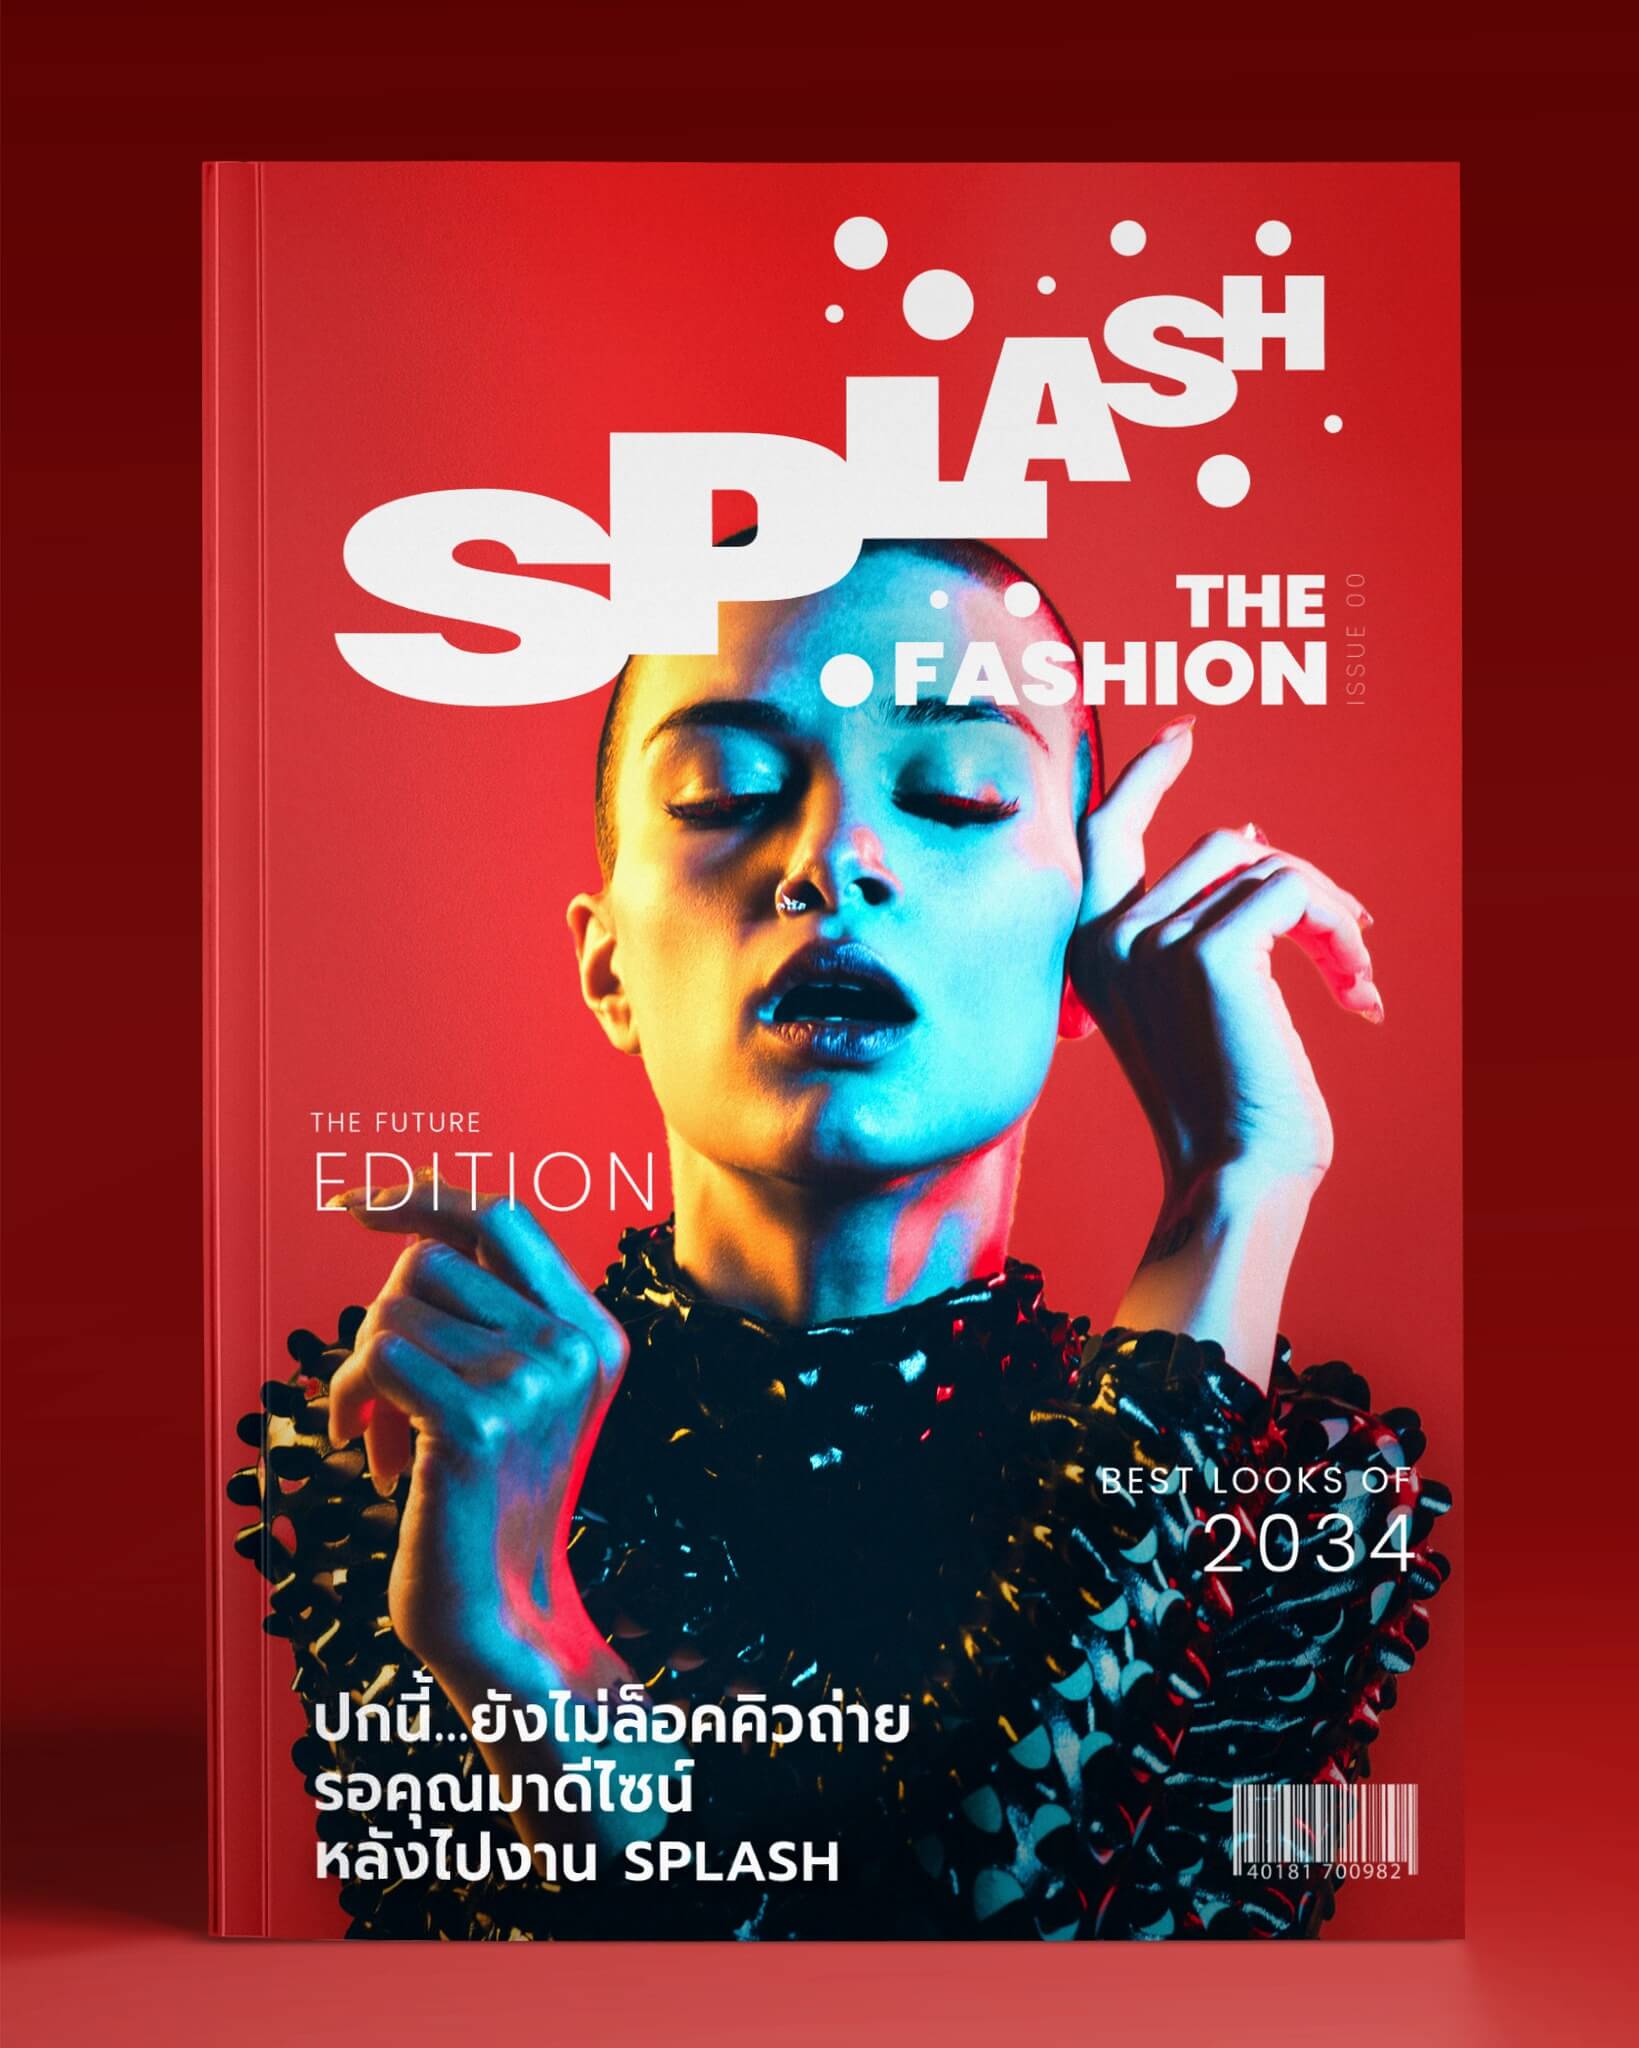 SPLASH
THE
FASHION
ISSUE 00
THE FUTURE
EDITION
BEST LOOKS OF
2034
ปกนี้...ยังไม่ล็อคคิวถ่าย
รอคุณมาดีไซน์
หลังไปงาน SPLASH
40181 700982